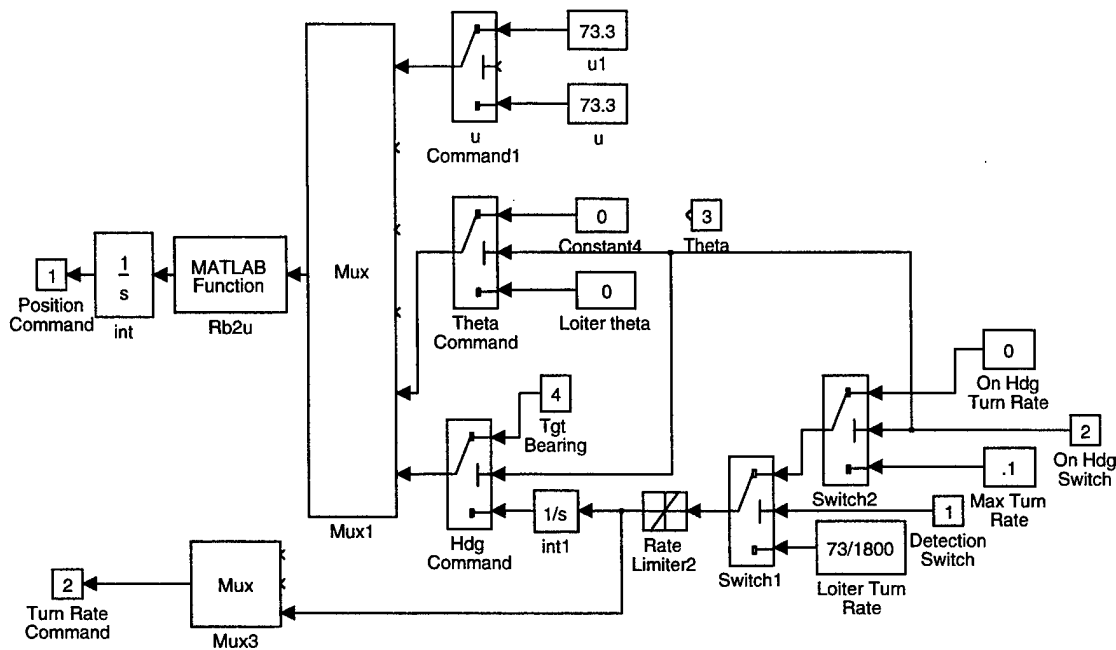 73.3
u1
73.3
u
Command1
u
0
Constant4
3
Theta
Mux
MATLAB
Function
Rb2u
1
s
int
1
Position
Command
0
Loiter theta
Theta
Command
0
On Hdg
Turn Rate
4
Tgt
Bearing
2
On Hdg
Switch
.1
Max Turn
Rate
Switch2
1
Detection
Switch
Mux1
Hdg
Command
1/s
int1
Rate
Limiter2
Switch1
73/1800
Loiter Turn
Rate
2
Turn Rate
Command
Mux
Mux3